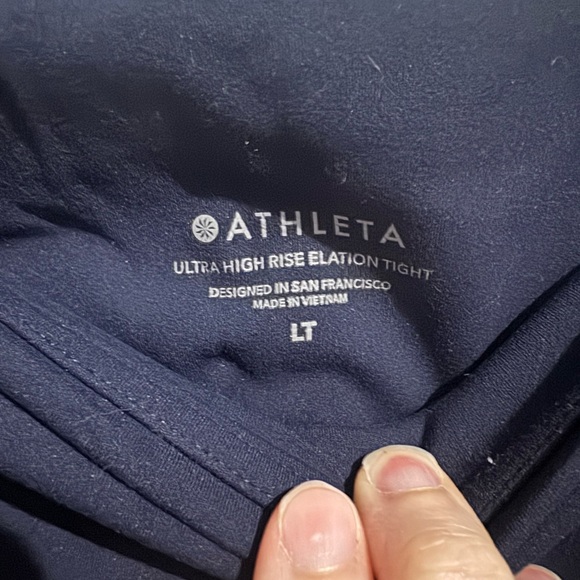 ATHLETA
ULTRA HIGH RISE ELATION TIGHT
DESIGNED IN SAN FRANCISCO
MADE IN VIETNAM
LT